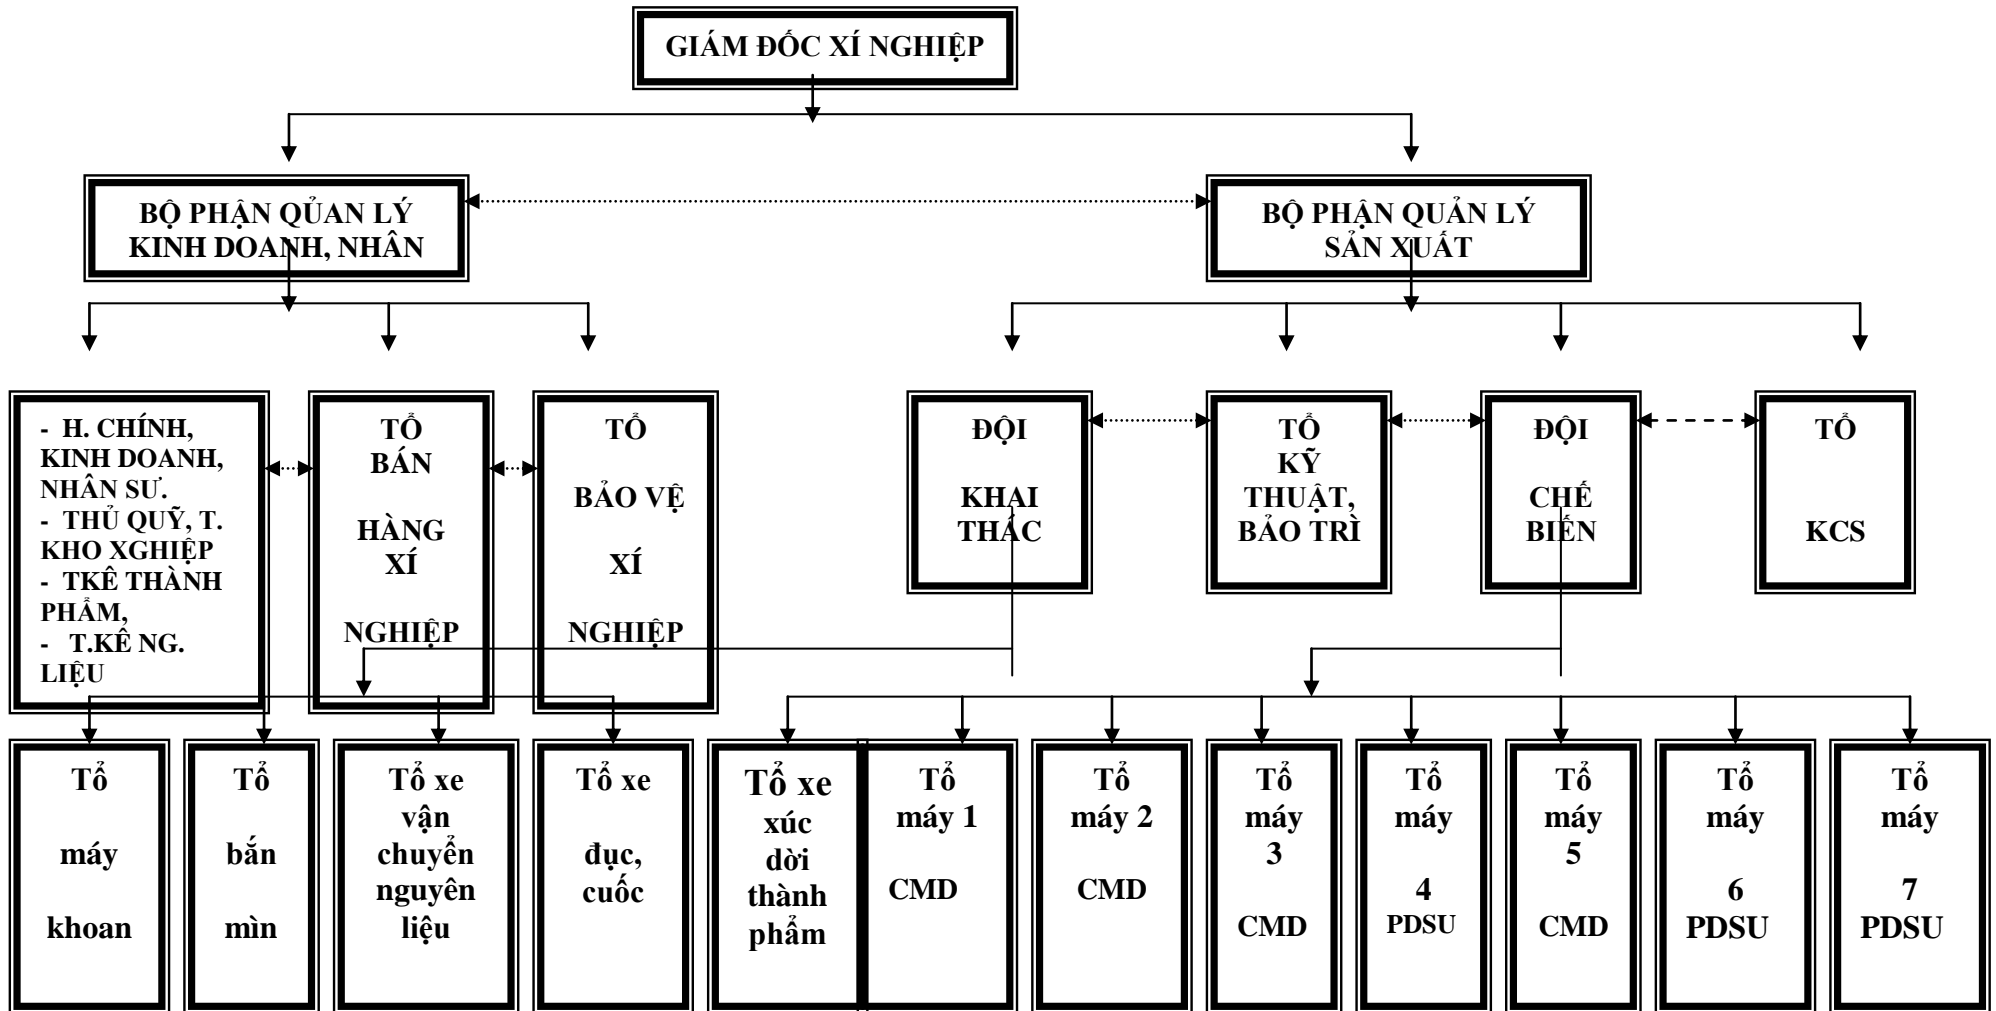 GIÁM ĐỐC XÍ NGHIỆP
BỘ PHẬN QỦAN LÝ
KINH DOANH, NHÂN
BỘ PHẬN QUẢN LÝ
SẢN XUẤT
- H. CHÍNH,
KINH DOANH,
NHÂN SƯ.
- THỦ QUỸ, T.
KHO XGHIỆP
- TKÊ THÀNH
PHẨM,
- T.KÊ NG.
LIỆU
TỔ
BÁN
HÀNG
XÍ
NGHIỆP
TỔ
BẢO VỆ
XÍ
NGHIỆP
ĐỘI
KHAI
THÁC
TỔ
KỸ
THUẬT,
BẢO TRÌ
ĐỘI
CHẾ
BIẾN
TỔ
KCS
Tổ
máy
khoan
Tổ
bắn
mìn
Tổ xe
vận
chuyển
nguyên
liệu
Tổ xe
đục,
cuốc
Tổ xe
xúc
dời
thành
phẩm
Tổ
máy 1
CMD
Tổ
máy 2
CMD
Tổ
máy
3
CMD
Tổ
máy
4
PDSU
Tổ
máy
5
CMD
Tổ
máy
6
PDSU
Tổ
máy
7
PDSU